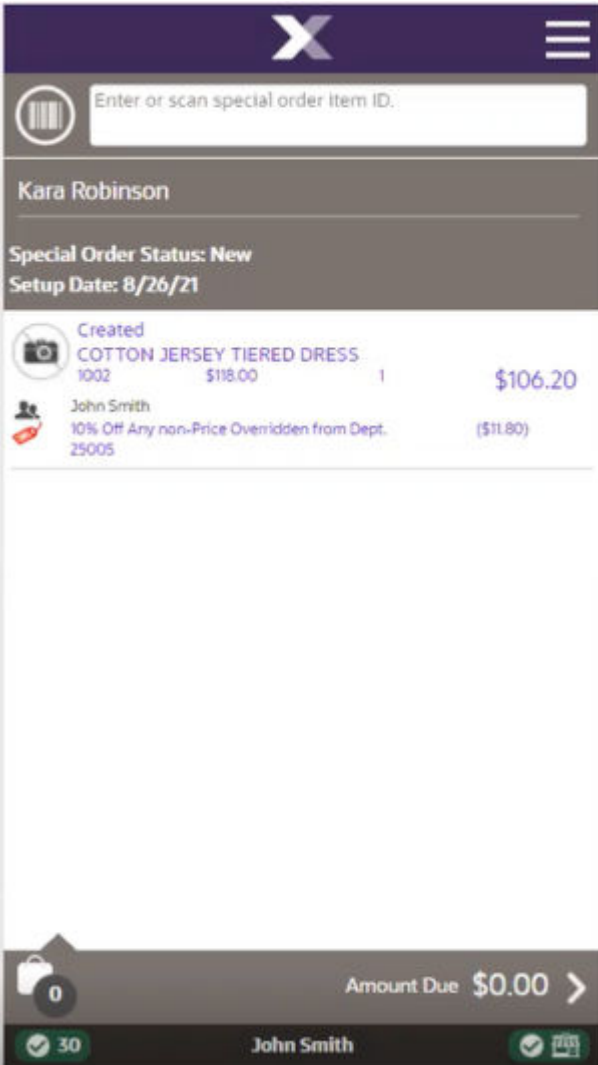 Enter or scan special order item ID.
Kara Robinson
Special Order Status: New
Setup Date: 8/26/21
Created
COTTON JERSEY TIERED DRESS
1002 $118.00 1 $106.20
John Smith
10% Off Any non-Price Overridden from Dept. ($11.80)
25005
0 Amount Due $0.00
30 John Smith